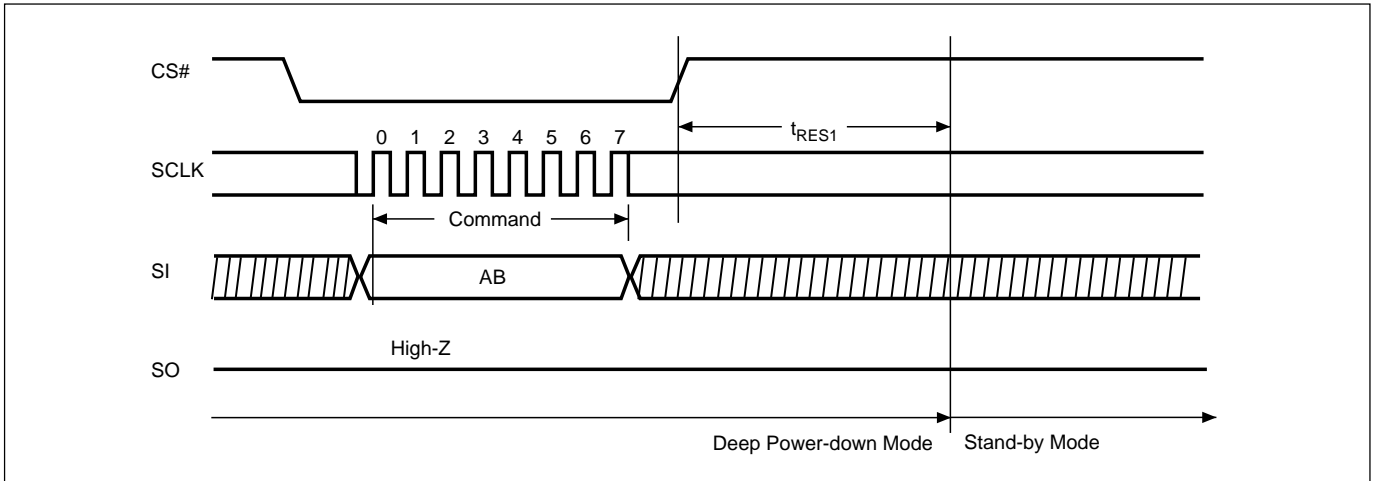 CS#
tRES1
0 1 2 3 4 5 6 7
SCLK
Command
SI
AB
High-Z
SO
Deep Power-down Mode Stand-by Mode